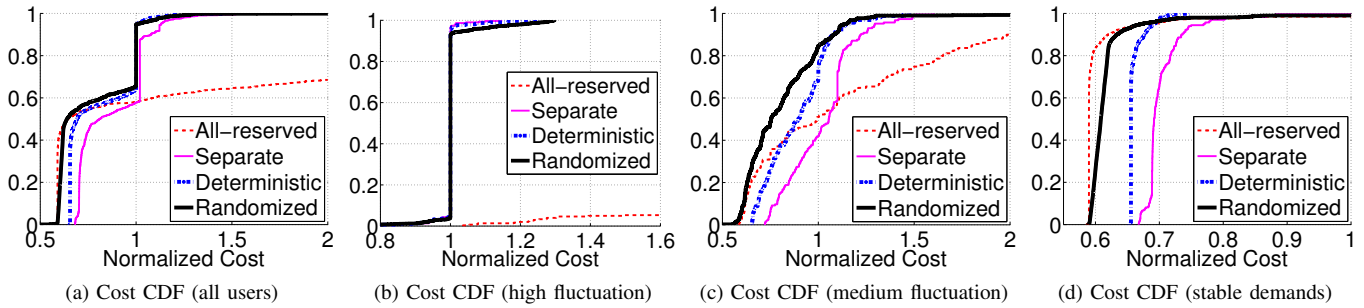 1
0.8
0.6
0.4
0.2
0
0.5
1
1.5
2
Normalized Cost
All-reserved
Separate
Deterministic
Randomized
(a) Cost CDF (all users)
1
0.8
0.6
0.4
0.2
0
0.8
1
1.2
1.4
1.6
Normalized Cost
All-reserved
Separate
Deterministic
Randomized
(b) Cost CDF (high fluctuation)
1
0.8
0.6
0.4
0.2
0
0.5
1
1.5
2
Normalized Cost
All-reserved
Separate
Deterministic
Randomized
(c) Cost CDF (medium fluctuation)
1
0.8
0.6
0.4
0.2
0
0.6
0.7
0.8
0.9
1
Normalized Cost
All-reserved
Separate
Deterministic
Randomized
(d) Cost CDF (stable demands)